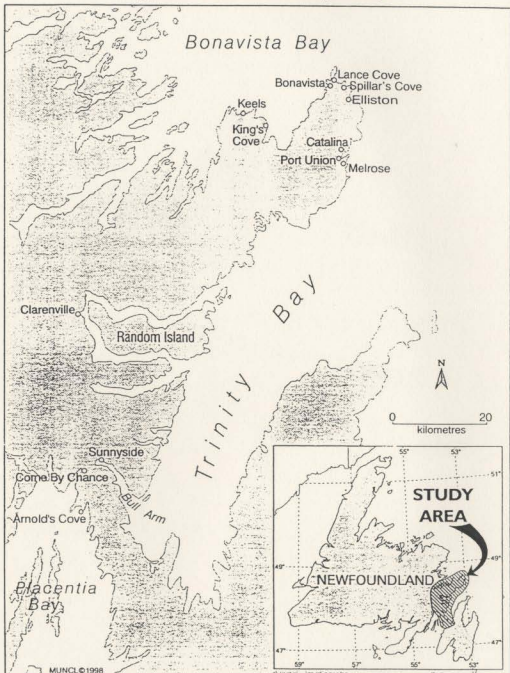 Bonavista Bay
Lance Cove
Bonavista
Spillar's Cove
Elliston
Keels
King's
Cove
Catalina
Port Union
Melrose
Trinity Bay
Clarenville
Random Island
N
0 20
kilometres
Sunnyside
Come By Chance
Bull Arm
Arnold's Cove
Placentia
Bay
55° 53°
51°
STUDY
AREA
49° 49°
NEWFOUNDLAND
47° 47°
59° 57° 55° 53°
MUNCL©1998